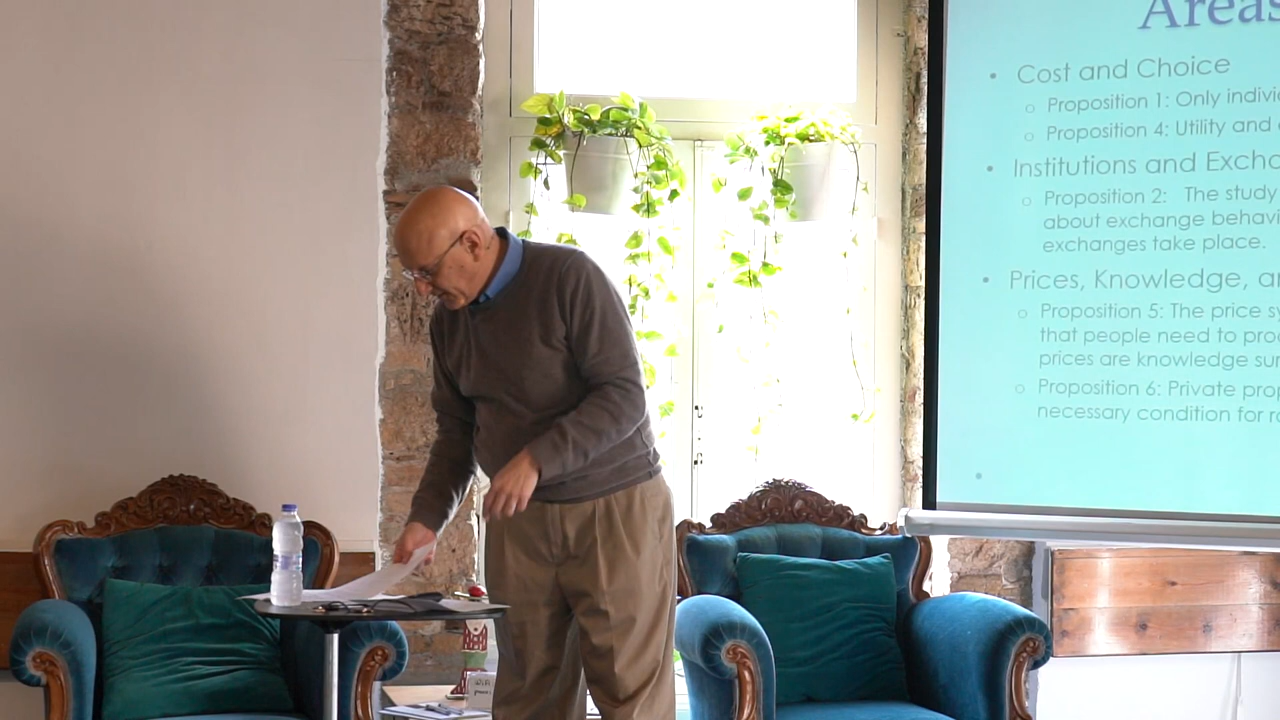 Areas
• Cost and Choice
○ Proposition 1: Only indivi
○ Proposition 4: Utility and
• Institutions and Excha
○ Proposition 2: The study
about exchange behavi
exchanges take place.
• Prices, Knowledge, an
○ Proposition 5: The price sy
that people need to pro
prices are knowledge sur
○ Proposition 6: Private prop
necessary condition for r